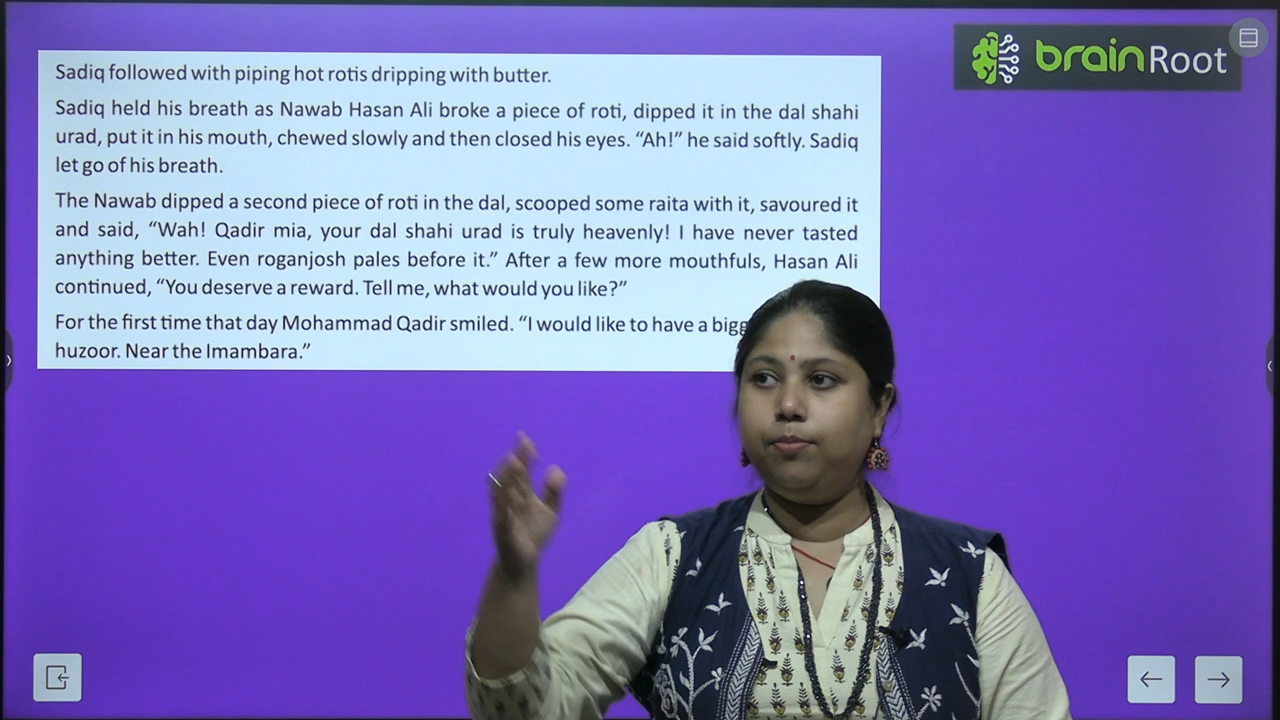 brainRoot
Sadiq followed with piping hot rotis dripping with butter.
Sadiq held his breath as Nawab Hasan Ali broke a piece of roti, dipped it in the dal shahi
urad, put it in his mouth, chewed slowly and then closed his eyes. “Ah!” he said softly. Sadiq
let go of his breath.
The Nawab dipped a second piece of roti in the dal, scooped some raita with it, savoured it
and said, “Wah! Qadir mia, your dal shahi urad is truly heavenly! I have never tasted
anything better. Even roganjosh pales before it.” After a few more mouthfuls, Hasan Ali
continued, “You deserve a reward. Tell me, what would you like?”
For the first time that day Mohammad Qadir smiled. “I would like to have a
huzoor. Near the Imambara.”